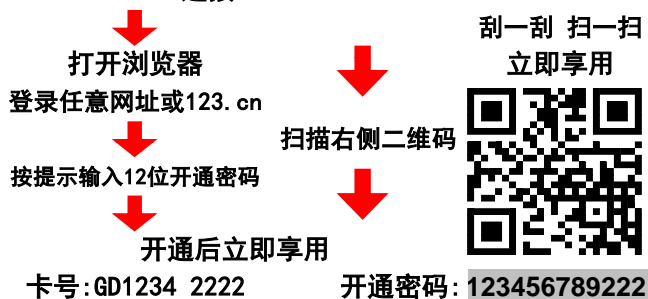 刮一刮 扫一扫
打开浏览器
立即享用
登录任意网址或123.cn
扫描右侧二维码
按提示输入12位开通密码
开通后立即享用
卡号:GD1234 2222
开通密码: 123456789222